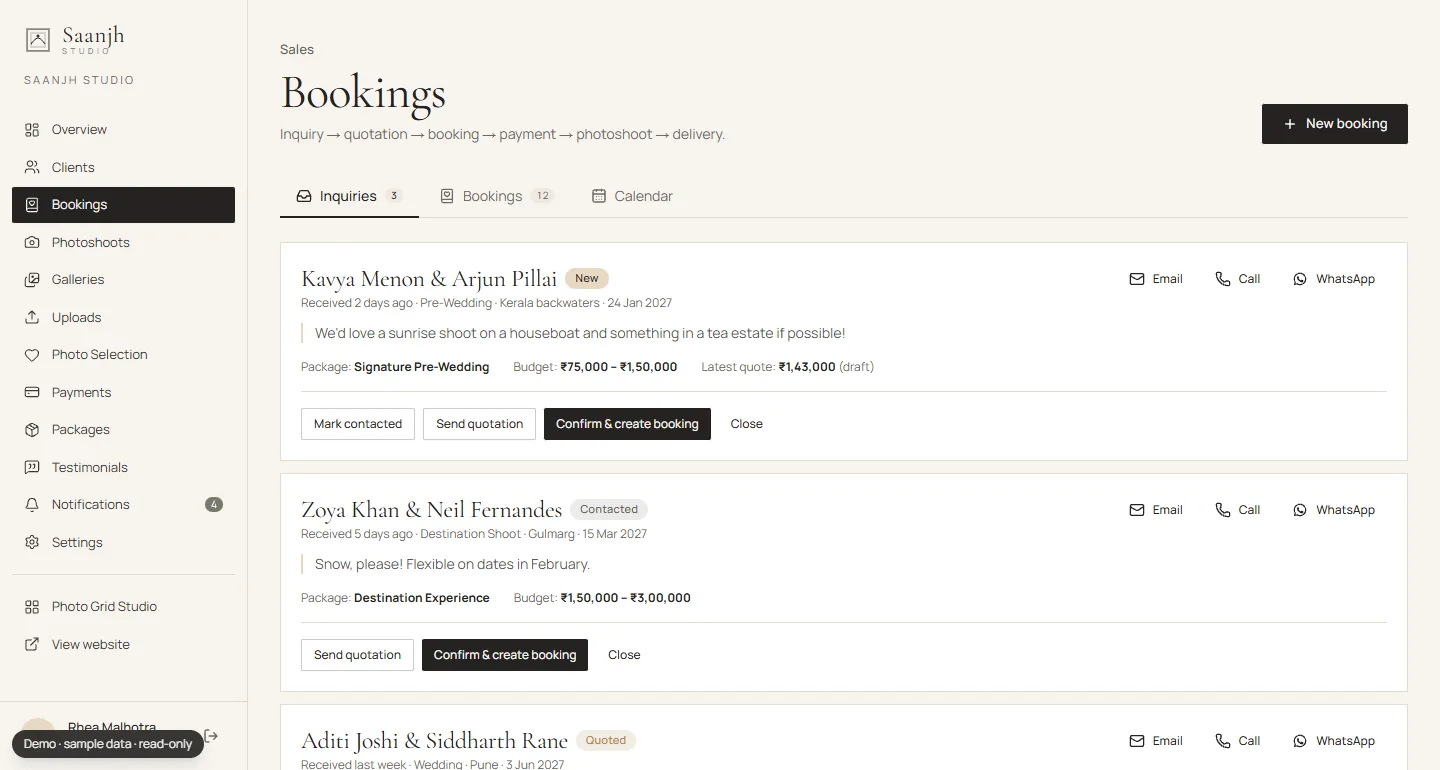 Saanjh
STUDIO
SAANJH STUDIO
Overview
Clients
Bookings
Photoshoots
Galleries
Uploads
Photo Selection
Payments
Packages
Testimonials
Notifications 4
Settings
Photo Grid Studio
View website
Rhea Malhotra
Demo · sample data · read-only
Sales
Bookings
Inquiry → quotation → booking → payment → photoshoot → delivery.
+ New booking
Inquiries 3 Bookings 12 Calendar
Kavya Menon & Arjun Pillai New Email Call WhatsApp
Received 2 days ago · Pre-Wedding · Kerala backwaters · 24 Jan 2027
We'd love a sunrise shoot on a houseboat and something in a tea estate if possible!
Package: Signature Pre-Wedding Budget: ₹75,000 – ₹1,50,000 Latest quote: ₹1,43,000 (draft)
Mark contacted Send quotation Confirm & create booking Close
Zoya Khan & Neil Fernandes Contacted Email Call WhatsApp
Received 5 days ago · Destination Shoot · Gulmarg · 15 Mar 2027
Snow, please! Flexible on dates in February.
Package: Destination Experience Budget: ₹1,50,000 – ₹3,00,000
Send quotation Confirm & create booking Close
Aditi Joshi & Siddharth Rane Quoted Email Call WhatsApp
Received last week · Wedding · Pune · 3 Jun 2027